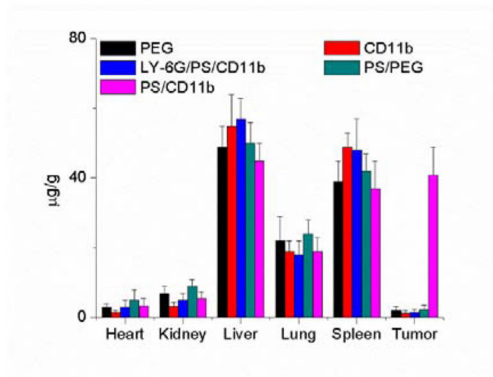 80
PEG
CD11b
LY-6G/PS/CD11b
PS/PEG
PS/CD11b
μg/g
40
0
Heart Kidney Liver Lung Spleen Tumor